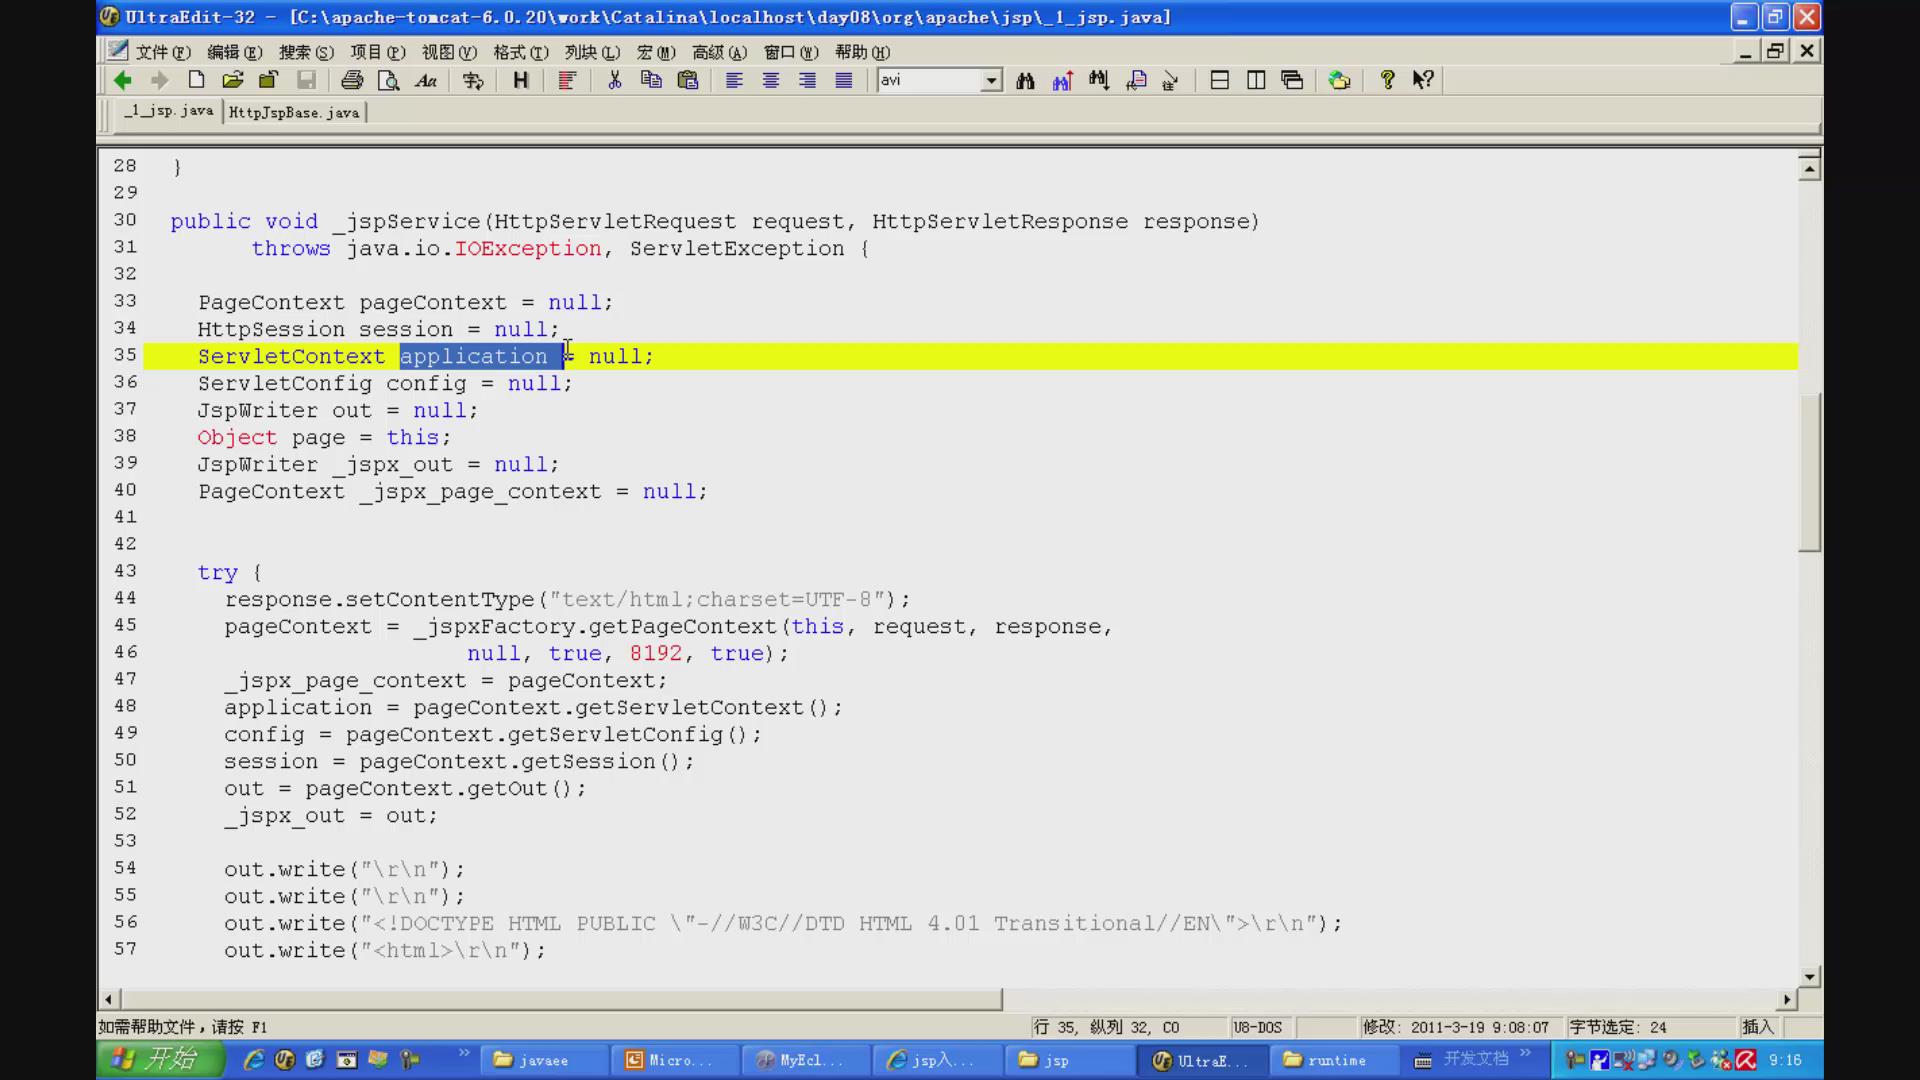 UltraEdit-32 - [C:\apache-tomcat-6.0.20\work\Catalina\localhost\day08\org\apache\jsp\_1_jsp.java]
文件(F) 编辑(E) 搜索(S) 项目(P) 视图(V) 格式(T) 列块(L) 宏(M) 高级(A) 窗口(W) 帮助(H)
avi
_1_jsp.java HttpJspBase.java
28 }
29
30 public void _jspService(HttpServletRequest request, HttpServletResponse response)
31 throws java.io.IOException, ServletException {
32
33 PageContext pageContext = null;
34 HttpSession session = null;
35 ServletContext application = null;
36 ServletConfig config = null;
37 JspWriter out = null;
38 Object page = this;
39 JspWriter _jspx_out = null;
40 PageContext _jspx_page_context = null;
41
42
43 try {
44 response.setContentType("text/html;charset=UTF-8");
45 pageContext = _jspxFactory.getPageContext(this, request, response,
46 null, true, 8192, true);
47 _jspx_page_context = pageContext;
48 application = pageContext.getServletContext();
49 config = pageContext.getServletConfig();
50 session = pageContext.getSession();
51 out = pageContext.getOut();
52 _jspx_out = out;
53
54 out.write("\r\n");
55 out.write("\r\n");
56 out.write("<!DOCTYPE HTML PUBLIC \"-//W3C//DTD HTML 4.01 Transitional//EN\">\r\n");
57 out.write("<html>\r\n");
如需帮助文件，请按 F1 行 35, 纵列 32, C0 U8-DOS 修改: 2011-3-19 9:08:07 字节选定: 24 插入
开始 javaee Micro... MyEcl... jsp入... jsp UltraE... runtime 开发文档 9:16